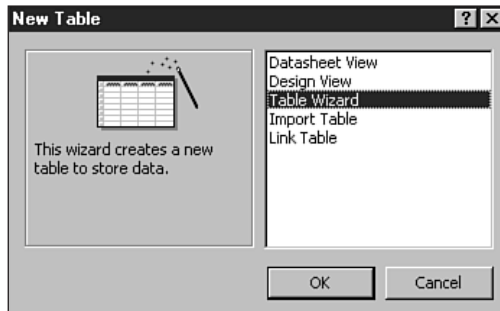 New Table
This wizard creates a new
table to store data.
Datasheet View
Design View
Table Wizard
Import Table
Link Table
OK
Cancel